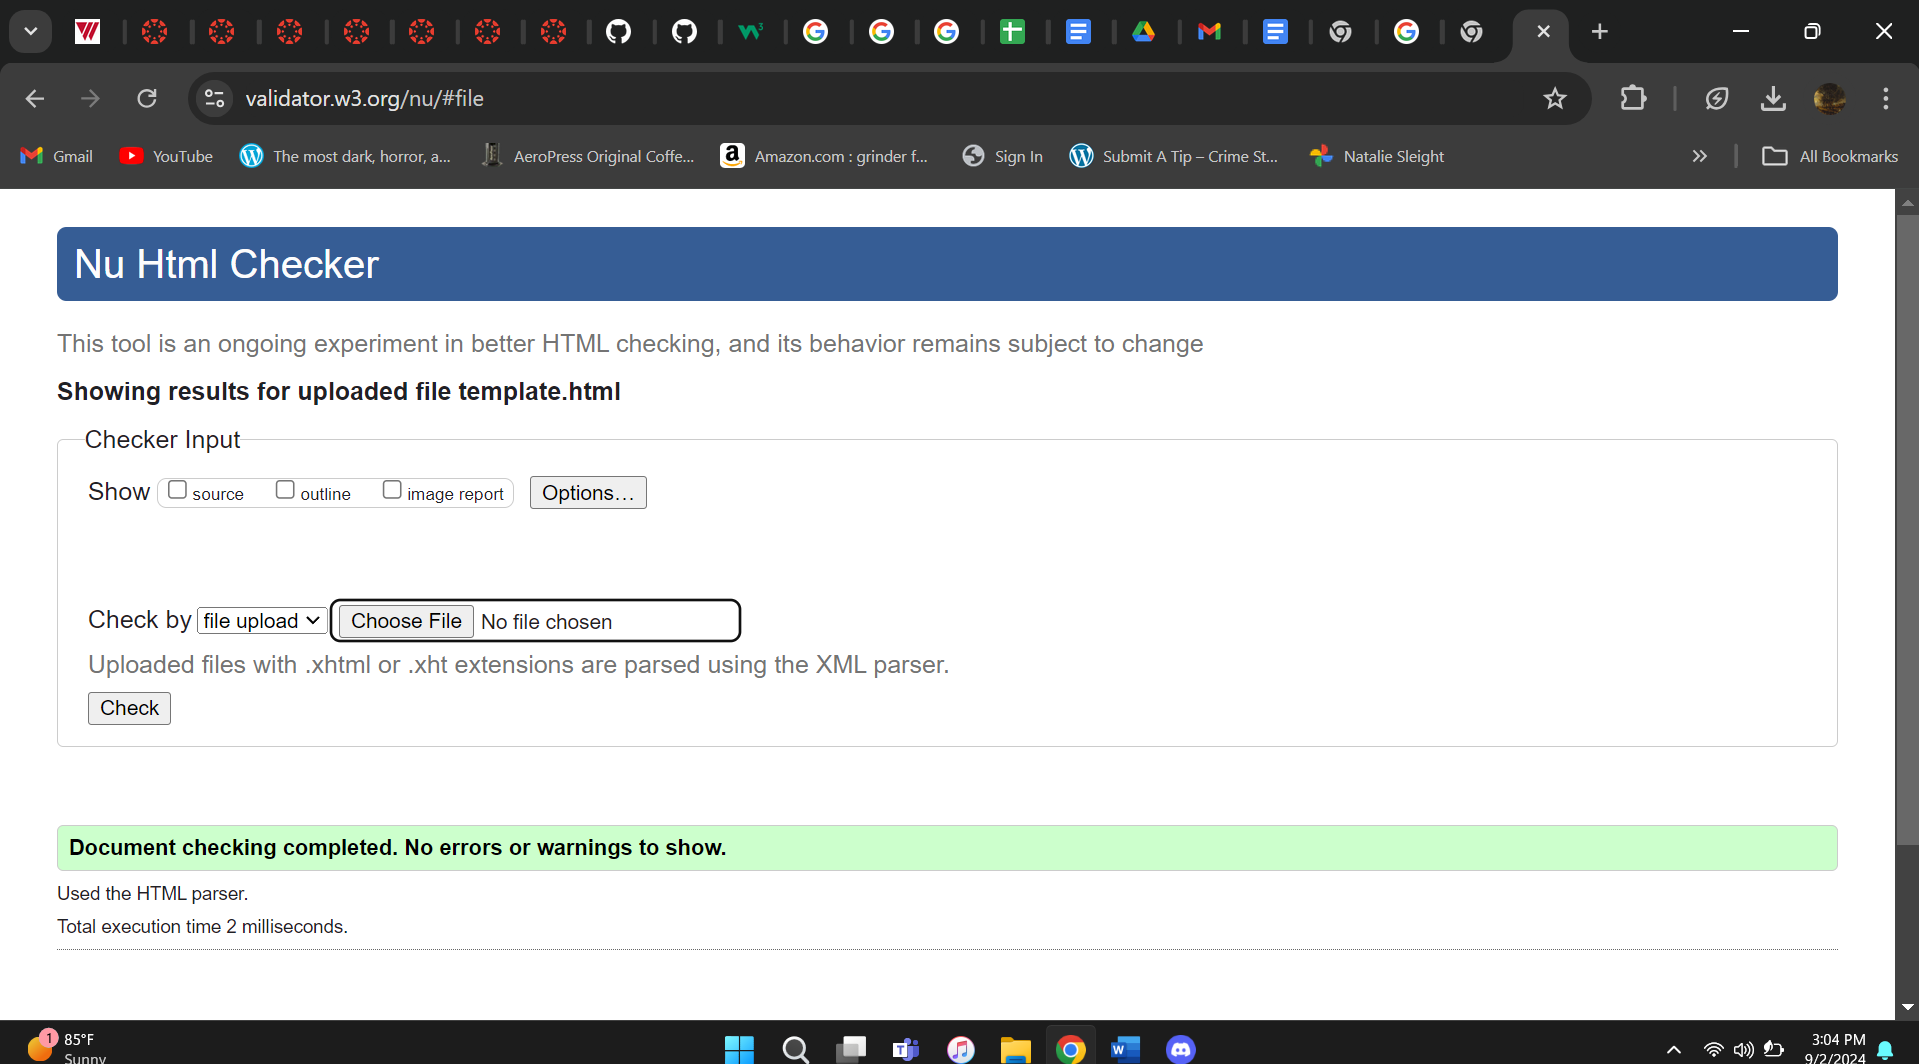 validator.w3.org/nu/#file
Gmail
YouTube
The most dark, horror, a...
AeroPress Original Coffe...
a
Amazon.com : grinder f...
Sign In
Submit A Tip – Crime St...
Natalie Sleight
All Bookmarks
Nu Html Checker
This tool is an ongoing experiment in better HTML checking, and its behavior remains subject to change
Showing results for uploaded file template.html
Checker Input
Show source outline image report Options...
Check by file upload Choose File No file chosen
Uploaded files with .xhtml or .xht extensions are parsed using the XML parser.
Check
Document checking completed. No errors or warnings to show.
Used the HTML parser.
Total execution time 2 milliseconds.
1
85°F
Sunny
3:04 PM
9/2/2024